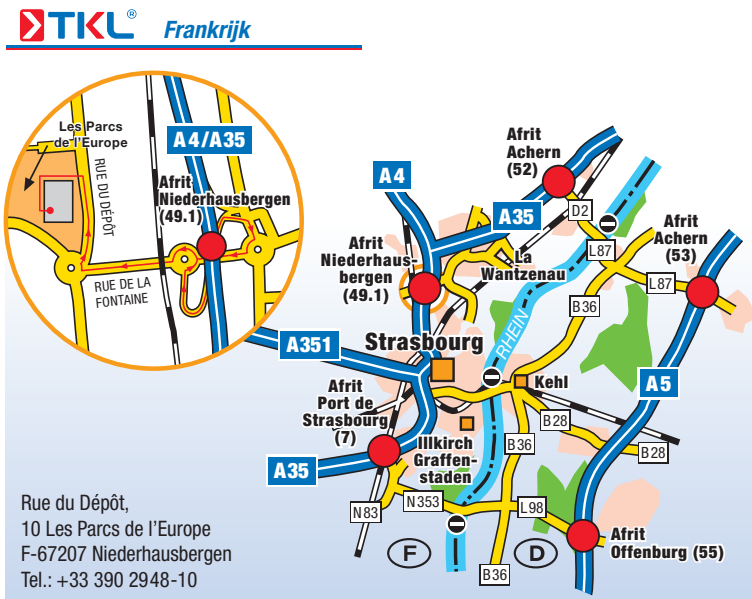 TKL®
Frankrijk
Les Parcs
de l'Europe
RUE DU DÉPÔT
A4/A35
Afrit
Niederhausbergen
(49.1)
RUE DE LA
FONTAINE
A4
Afrit
Achern
(52)
A35
D2
Afrit
Niederhaus-
bergen
(49.1)
La
Wantzenau
L87
Afrit
Achern
(53)
L87
B36
RHEIN
A351
Strasbourg
Kehl
A5
Afrit
Port de
Strasbourg
(7)
B28
B28
Illkirch
Graffen-
staden
B36
A35
N83
N353
L98
F
D
B36
Afrit
Offenburg (55)
Rue du Dépôt,
10 Les Parcs de l'Europe
F-67207 Niederhausbergen
Tel.: +33 390 2948-10